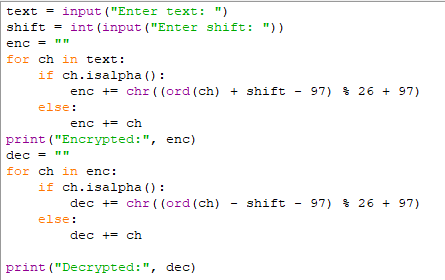 text = input("Enter text: ")
shift = int(input("Enter shift: "))
enc = ""
for ch in text:
    if ch.isalpha():
        enc += chr((ord(ch) + shift - 97) % 26 + 97)
    else:
        enc += ch
print("Encrypted:", enc)
dec = ""
for ch in enc:
    if ch.isalpha():
        dec += chr((ord(ch) - shift - 97) % 26 + 97)
    else:
        dec += ch

print("Decrypted:", dec)